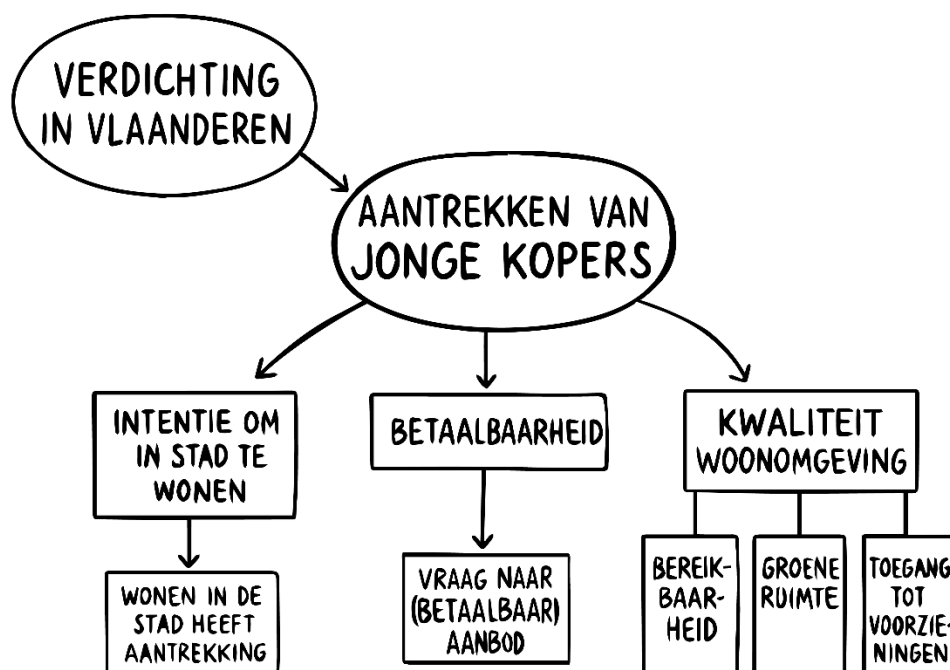 VERDICHTING
IN VLAANDEREN
AANTREKKEN VAN
JONGE KOPERS
INTENTIE OM
IN STAD TE
WONEN
BETAALBAARHEID
KWALITEIT
WOONOMGEVING
WONEN IN DE
STAD HEEFT
AANTREKKING
VRAAG NAAR
(BETAALBAAR)
AANBOD
BEREIK-
BAAR-
HEID
GROENE
RUIMTE
TOEGANG
TOT
VOORZIE-
NINGEN